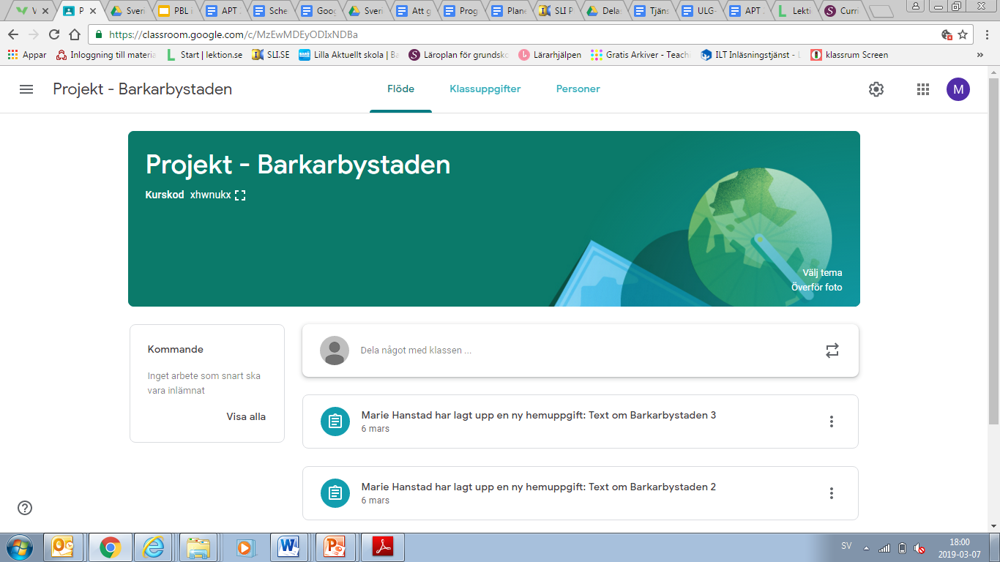 V
P
Sveri
PBL i
APT
Sche
Goog
Sveri
Att g
Prog
Plane
SLI P
Dela
Tjäns
ULG-
APT
Lekti
Curri
https://classroom.google.com/c/MzEwMDEyODIxNDBa
Appar
Inloggning till materia
Start | lektion.se
SLI.SE
Lilla Aktuellt skola | Ba
Läroplan för grundsko
Lärarhjälpen
Gratis Arkiver - Teach
ILT Inläsningstjänst - L
klassrum Screen
»
Projekt - Barkarbystaden
Flöde
Klassuppgifter
Personer
M
Projekt - Barkarbystaden
Kurskod xhwnukx
Välj tema
Överför foto
Kommande
Inget arbete som snart ska
vara inlämnat
Visa alla
Dela något med klassen ...
Marie Hanstad har lagt upp en ny hemuppgift: Text om Barkarbystaden 3
6 mars
Marie Hanstad har lagt upp en ny hemuppgift: Text om Barkarbystaden 2
6 mars
SV
18:00
2019-03-07